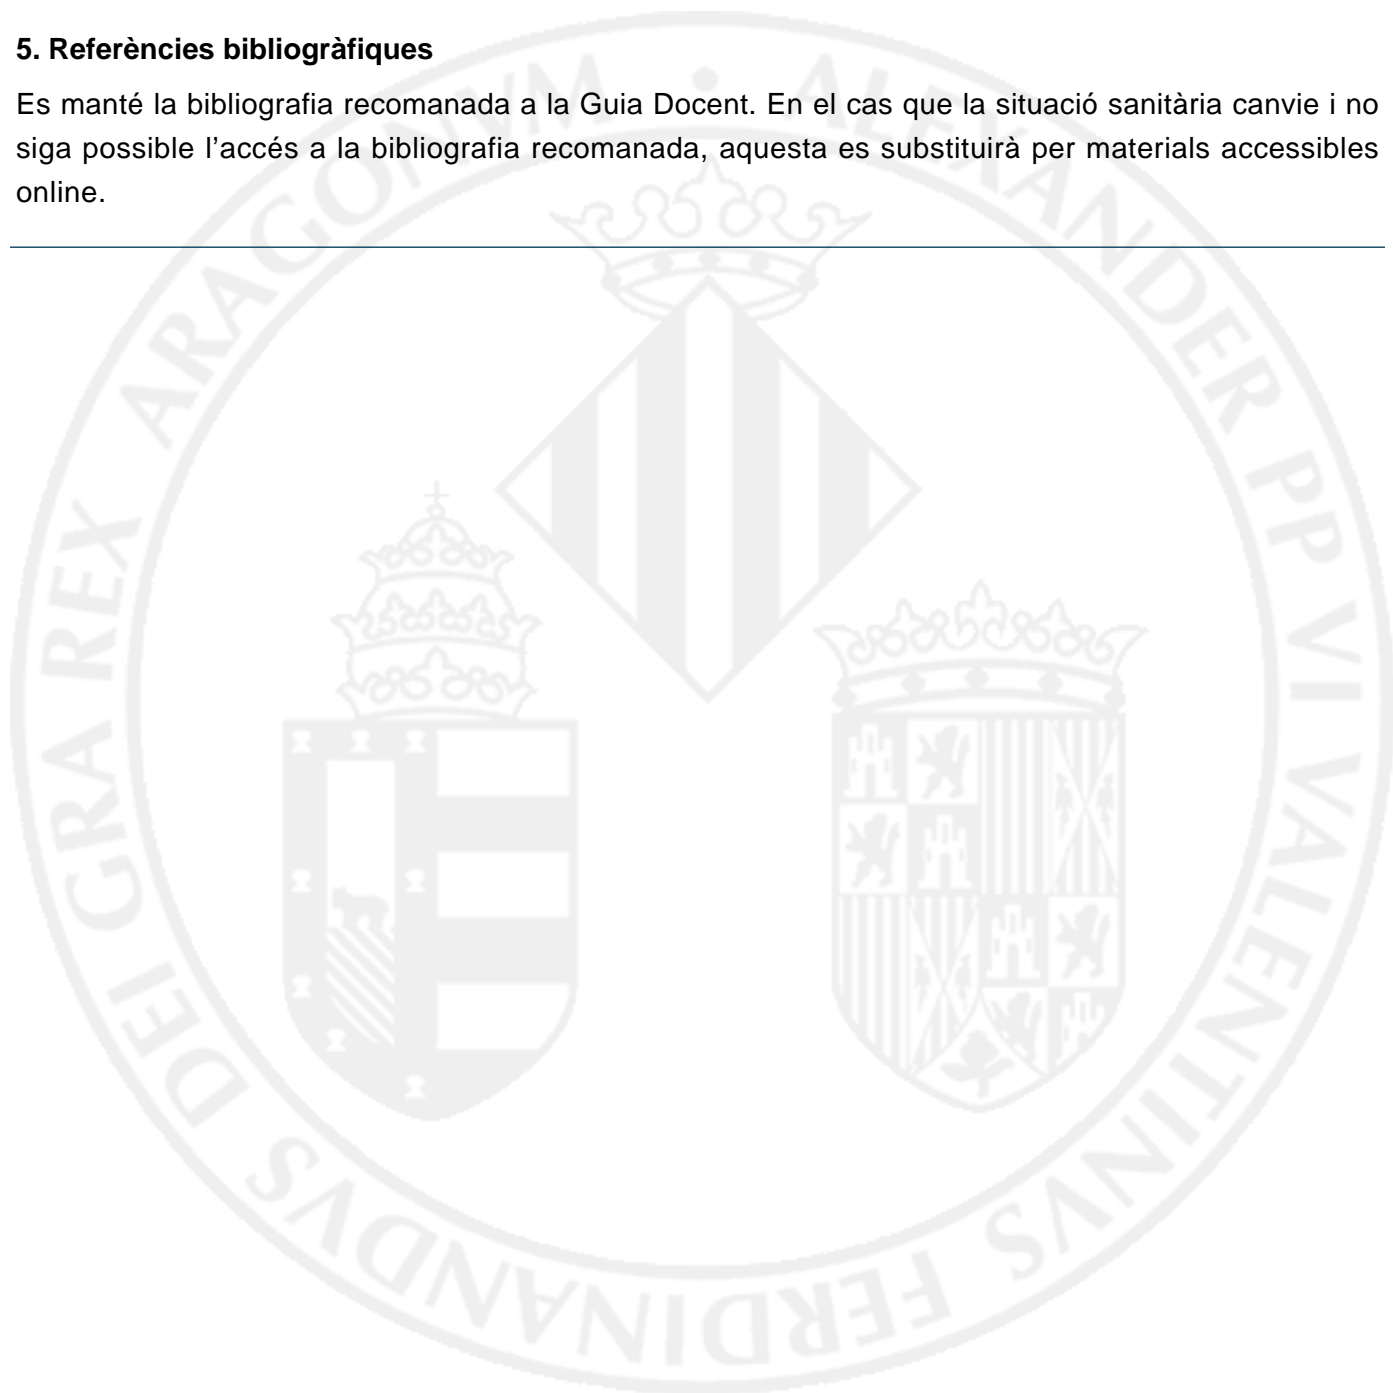 5. Referències bibliogràfiques
Es manté la bibliografia recomanada a la Guia Docent. En el cas que la situació sanitària canvie i no
siga possible l’accés a la bibliografia recomanada, aquesta es substituirà per materials accessibles
online.
ALEXANDER PP VI VALENTINVS FERDINANDVS DEI GRA REX ARAGONVM •